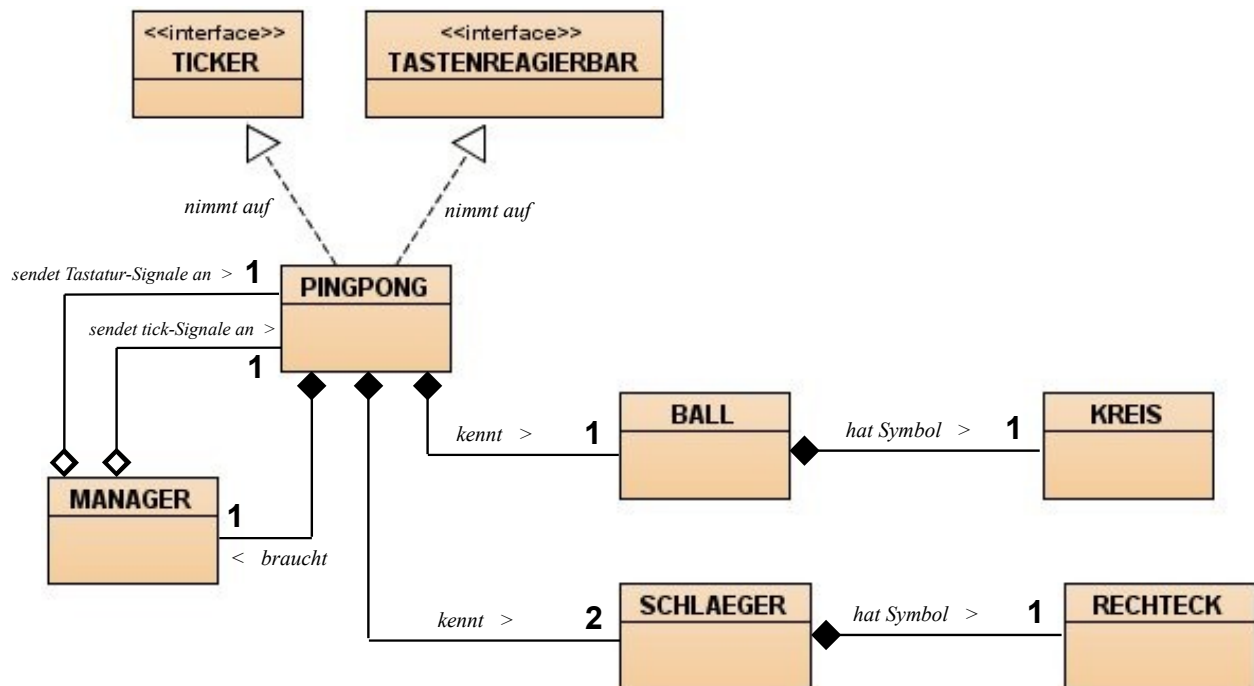 <<interface>>
TICKER
<<interface>>
TASTENREAGIERBAR
nimmt auf
nimmt auf
sendet Tastatur-Signale an >
1
PINGPONG
sendet tick-Signale an >
1
MANAGER
1
< braucht
kennt >
1
BALL
hat Symbol >
1
KREIS
kennt >
2
SCHLAEGER
hat Symbol >
1
RECHTECK